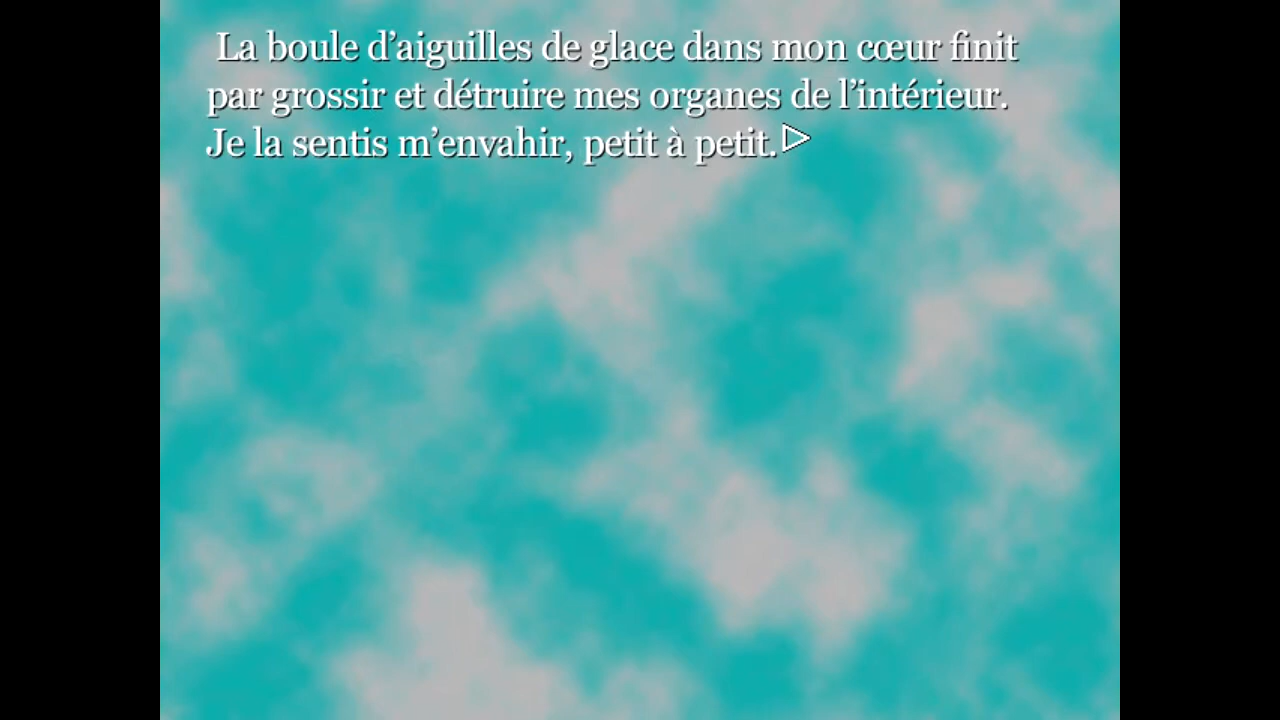 La boule d’aiguilles de glace dans mon cœur finit
par grossir et détruire mes organes de l’intérieur.
Je la sentis m’envahir, petit à petit.